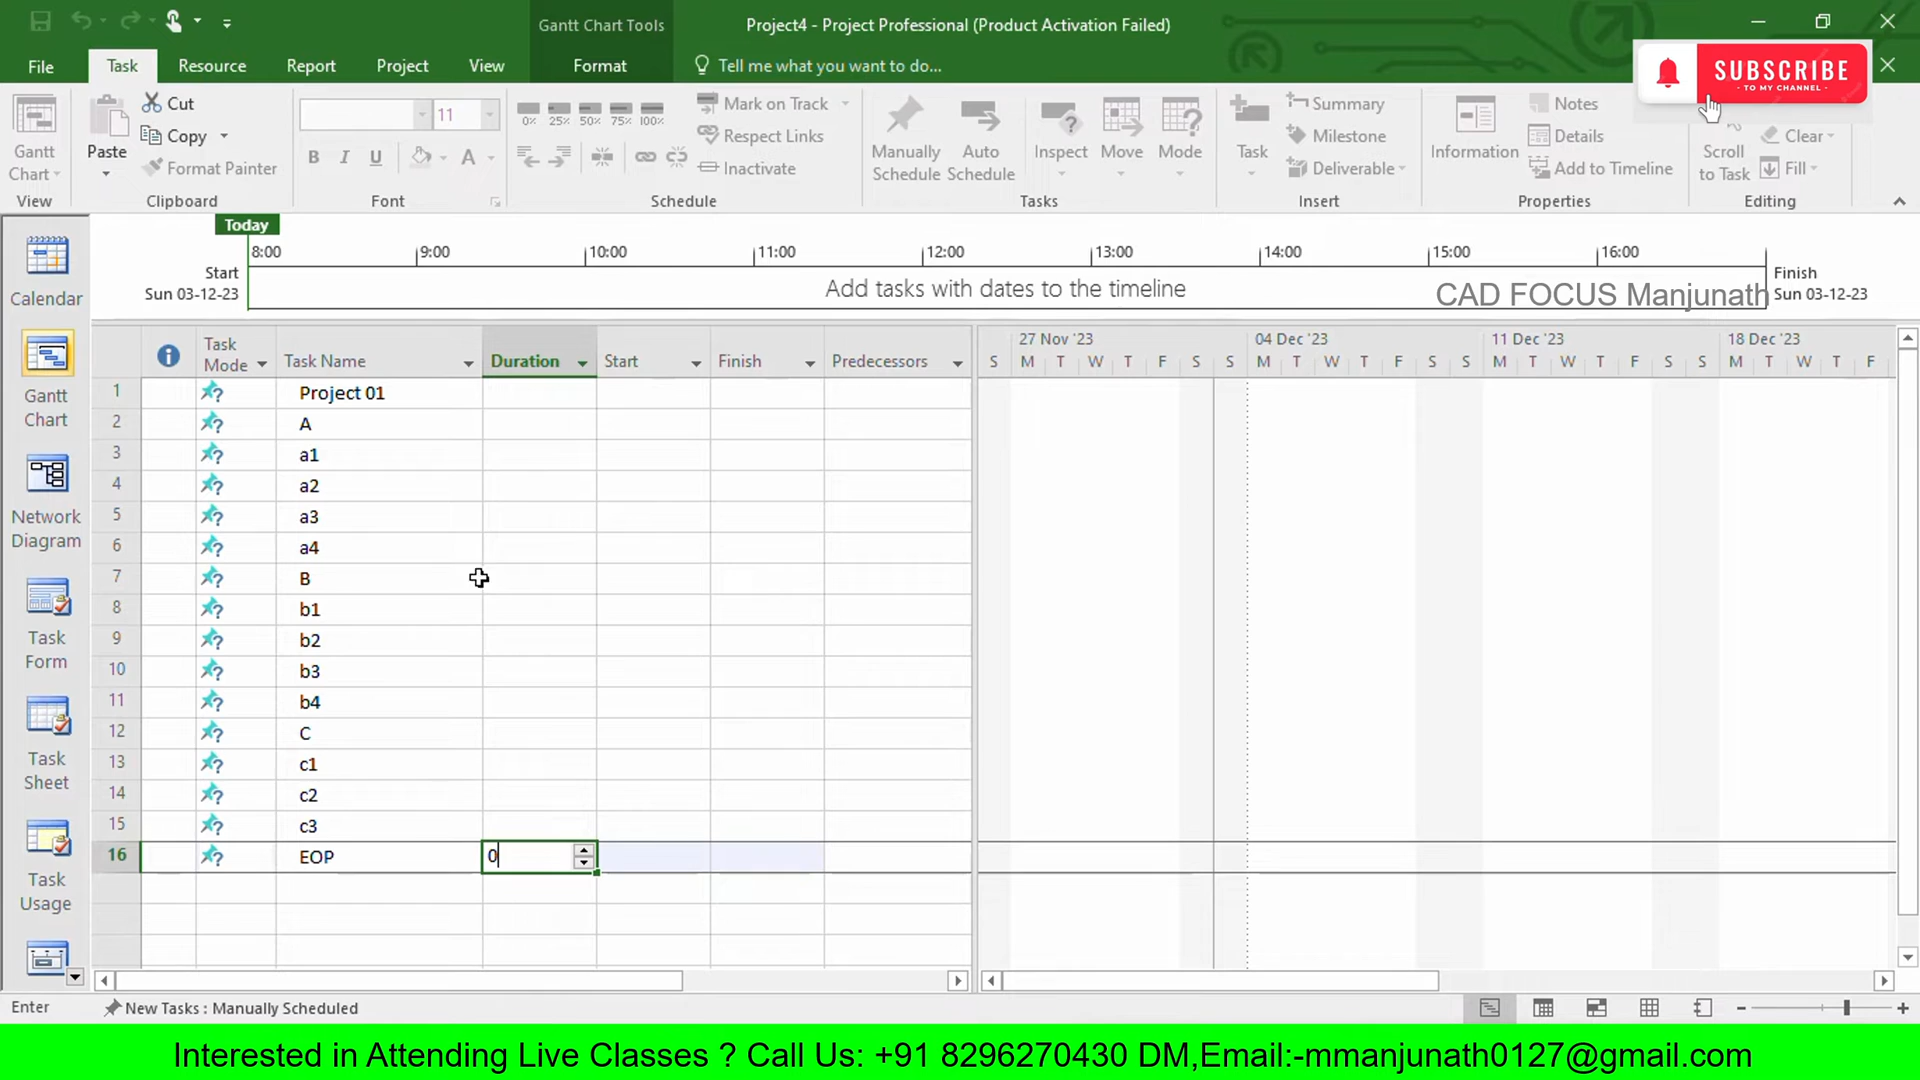 Gantt Chart Tools
Project4 - Project Professional (Product Activation Failed)
File
Task
Resource
Report
Project
View
Format
Tell me what you want to do...
SUBSCRIBE
- TO MY CHANNEL -
Gantt
Chart
View
Paste
Cut
Copy
Format Painter
Clipboard
11
B I U A
Font
0% 25% 50% 75% 100%
Mark on Track
Respect Links
Inactivate
Schedule
Manually
Schedule
Auto
Schedule
Inspect
Move
Mode
Tasks
Task
Summary
Milestone
Deliverable
Insert
Information
Notes
Details
Add to Timeline
Properties
Scroll
to Task
Clear
Fill
Editing
Today
8:00 9:00 10:00 11:00 12:00 13:00 14:00 15:00 16:00
Start
Sun 03-12-23
Add tasks with dates to the timeline
CAD FOCUS Manjunath
Finish
Sun 03-12-23
Calendar
Gantt
Chart
Network
Diagram
Task
Form
Task
Sheet
Task
Usage
Task Mode Task Name Duration Start Finish Predecessors
27 Nov '23 04 Dec '23 11 Dec '23 18 Dec '23
S M T W T F S S M T W T F S S M T W T F S S M T W T F
1 Project 01
2 A
3 a1
4 a2
5 a3
6 a4
7 B
8 b1
9 b2
10 b3
11 b4
12 C
13 c1
14 c2
15 c3
16 EOP 0
Enter
New Tasks : Manually Scheduled
Interested in Attending Live Classes ? Call Us: +91 8296270430 DM,Email:-mmanjunath0127@gmail.com